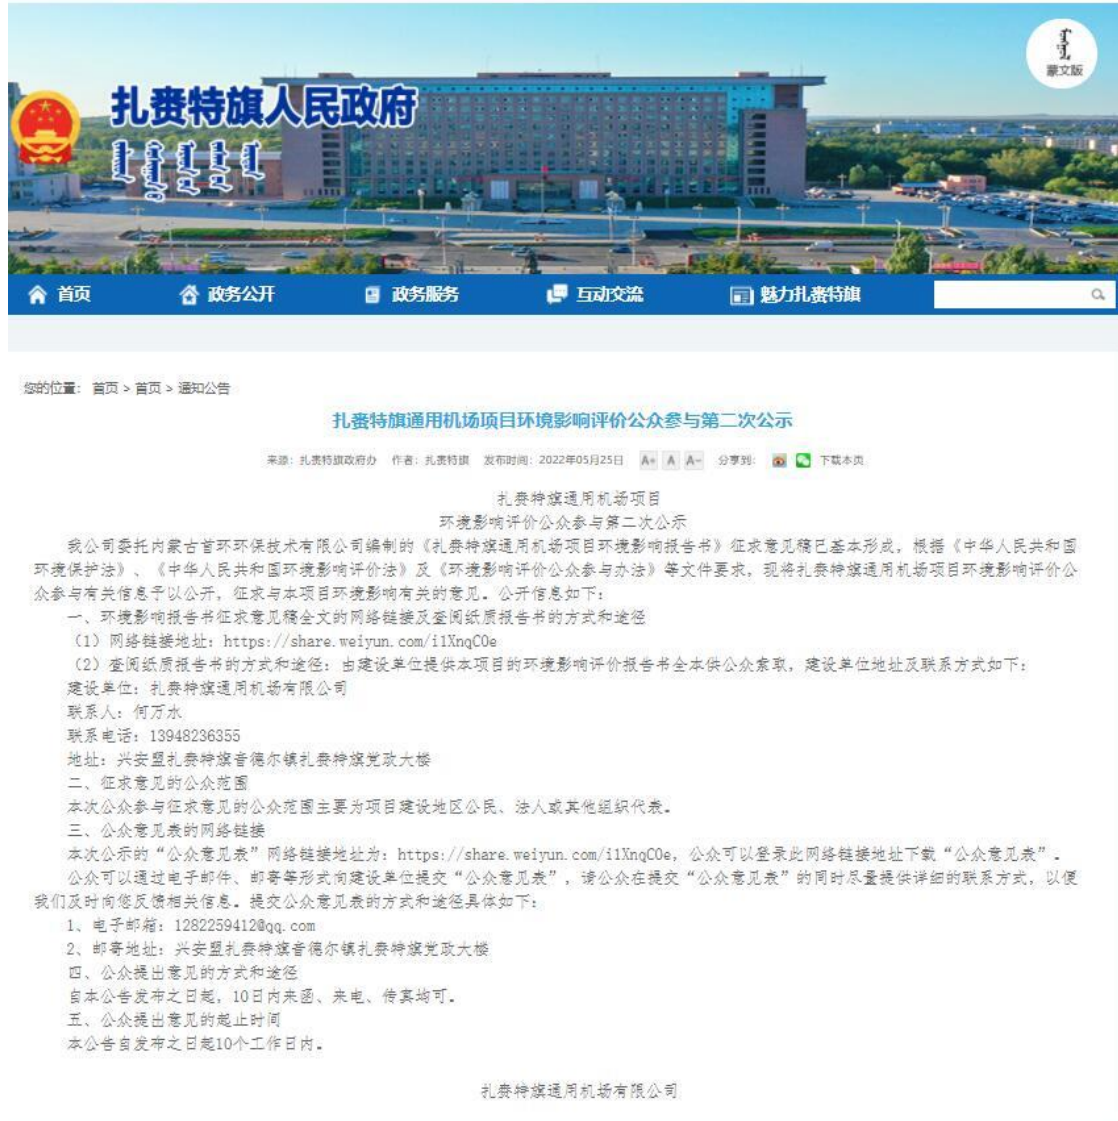 蒙文版
扎赉特旗人民政府
首页 政务公开 政务服务 互动交流 魅力扎赉特旗
您的位置： 首页 > 首页 > 通知公告
扎赉特旗通用机场项目环境影响评价公众参与第二次公示
来源：扎赉特旗政府办 作者：扎赉特旗 发布时间：2022年05月25日 A+ A A- 分享到： 下载本页
扎赉特旗通用机场项目
环境影响评价公众参与第二次公示
我公司委托内蒙古首环环保技术有限公司编制的《扎赉特旗通用机场项目环境影响报告书》征求意见稿已基本形成，根据《中华人民共和国
环境保护法》、《中华人民共和国环境影响评价法》及《环境影响评价公众参与办法》等文件要求，现将扎赉特旗通用机场项目环境影响评价公
众参与有关信息予以公开，征求与本项目环境影响有关的意见。公开信息如下：
一、环境影响报告书征求意见稿全文的网络链接及查阅纸质报告书的方式和途径
（1）网络链接地址：https://share.weiyun.com/i1XnqC0e
（2）查阅纸质报告书的方式和途径：由建设单位提供本项目的环境影响评价报告书全本供公众索取，建设单位地址及联系方式如下：
建设单位：扎赉特旗通用机场有限公司
联系人：何万水
联系电话：13948236355
地址：兴安盟扎赉特旗音德尔镇扎赉特旗党政大楼
二、征求意见的公众范围
本次公众参与征求意见的公众范围主要为项目建设地区公民、法人或其他组织代表。
三、公众意见表的网络链接
本次公示的“公众意见表”网络链接地址为：https://share.weiyun.com/i1XnqC0e，公众可以登录此网络链接地址下载“公众意见表”。
公众可以通过电子邮件、邮寄等形式向建设单位提交“公众意见表”，请公众在提交“公众意见表”的同时尽量提供详细的联系方式，以便
我们及时向您反馈相关信息。提交公众意见表的方式和途径具体如下：
1、电子邮箱：1282259412@qq.com
2、邮寄地址：兴安盟扎赉特旗音德尔镇扎赉特旗党政大楼
四、公众提出意见的方式和途径
自本公告发布之日起，10日内来函、来电、传真均可。
五、公众提出意见的起止时间
本公告自发布之日起10个工作日内。
扎赉特旗通用机场有限公司